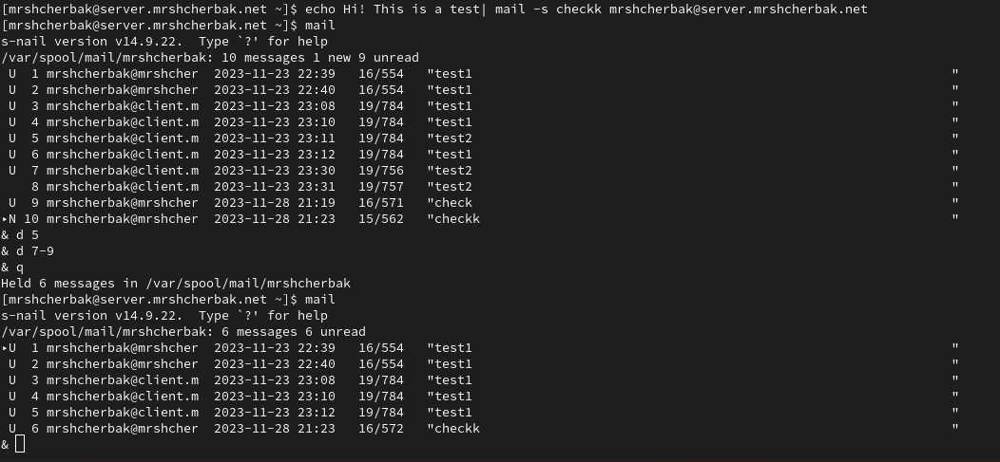 [mrshcherbak@server.mrshcherbak.net ~]$ echo Hi! This is a test| mail -s checkk mrshcherbak@server.mrshcherbak.net
[mrshcherbak@server.mrshcherbak.net ~]$ mail
s-nail version v14.9.22.  Type `?' for help
/var/spool/mail/mrshcherbak: 10 messages 1 new 9 unread
 U  1 mrshcherbak@mrshcher  2023-11-23 22:39   16/554   "test1                                                               "
 U  2 mrshcherbak@mrshcher  2023-11-23 22:40   16/554   "test1                                                               "
 U  3 mrshcherbak@client.m  2023-11-23 23:08   19/784   "test1                                                               "
 U  4 mrshcherbak@client.m  2023-11-23 23:10   19/784   "test1                                                               "
 U  5 mrshcherbak@client.m  2023-11-23 23:11   19/784   "test2                                                               "
 U  6 mrshcherbak@client.m  2023-11-23 23:12   19/784   "test1                                                               "
 U  7 mrshcherbak@client.m  2023-11-23 23:30   19/756   "test2                                                               "
    8 mrshcherbak@client.m  2023-11-23 23:31   19/757   "test2                                                               "
 U  9 mrshcherbak@mrshcher  2023-11-28 21:19   16/571   "check                                                               "
▸N 10 mrshcherbak@mrshcher  2023-11-28 21:23   15/562   "checkk                                                              "
& d 5
& d 7-9
& q
Held 6 messages in /var/spool/mail/mrshcherbak
[mrshcherbak@server.mrshcherbak.net ~]$ mail
s-nail version v14.9.22.  Type `?' for help
/var/spool/mail/mrshcherbak: 6 messages 6 unread
▸U  1 mrshcherbak@mrshcher  2023-11-23 22:39   16/554   "test1                                                               "
 U  2 mrshcherbak@mrshcher  2023-11-23 22:40   16/554   "test1                                                               "
 U  3 mrshcherbak@client.m  2023-11-23 23:08   19/784   "test1                                                               "
 U  4 mrshcherbak@client.m  2023-11-23 23:10   19/784   "test1                                                               "
 U  5 mrshcherbak@client.m  2023-11-23 23:12   19/784   "test1                                                               "
 U  6 mrshcherbak@mrshcher  2023-11-28 21:23   16/572   "checkk                                                              "
&